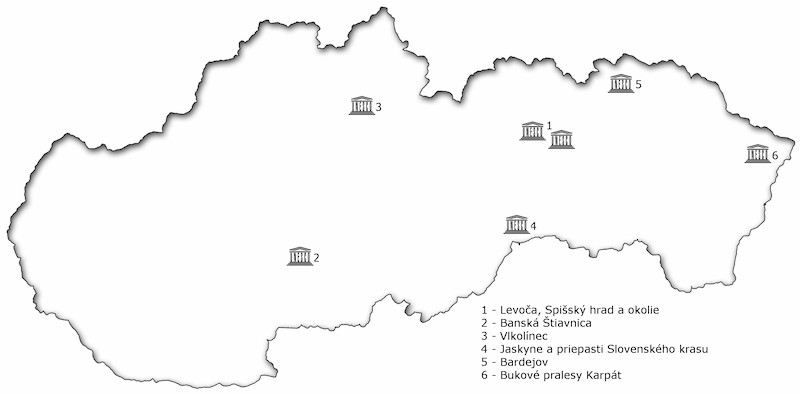 5
3
1
6
4
2
1 - Levoča, Spišský hrad a okolie
2 - Banská Štiavnica
3 - Vlkolínec
4 - Jaskyne a priepasti Slovenského krasu
5 - Bardejov
6 - Bukové pralesy Karpát